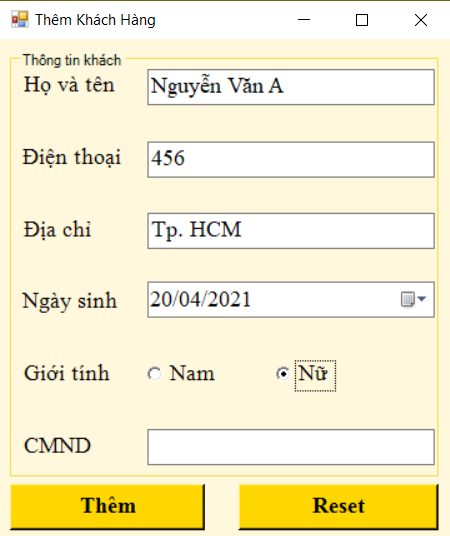 Thêm Khách Hàng
Thông tin khách
Họ và tên Nguyễn Văn A
Điện thoại 456
Địa chỉ Tp. HCM
Ngày sinh 20/04/2021
Giới tính Nam Nữ
CMND
Thêm Reset